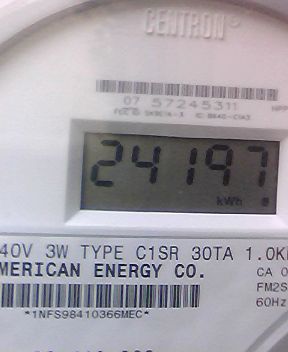 CENTRON®
07 57245311
24197
kWh
40V 3W TYPE C1SR 30TA 1.0K
MERICAN ENERGY CO.
CA 0
FM2S
60Hz
*1NFS98410366MEC*